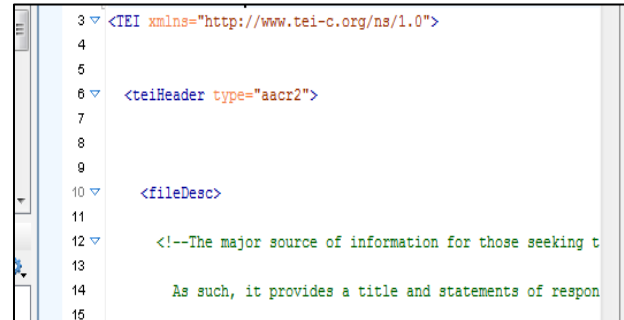 3 <TEI xmlns="http://www.tei-c.org/ns/1.0">
4
5
6 <teiHeader type="aacr2">
7
8
9
10 <fileDesc>
11
12 <!--The major source of information for those seeking t
13
14 As such, it provides a title and statements of respon
15